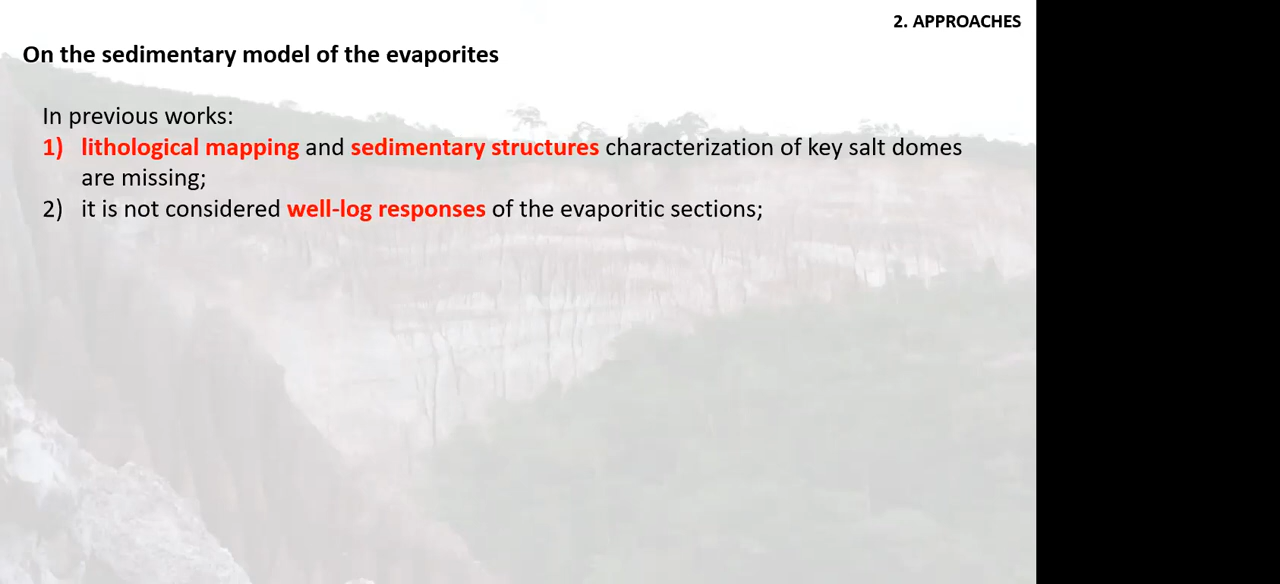 2. APPROACHES
On the sedimentary model of the evaporites
In previous works:
1) lithological mapping and sedimentary structures characterization of key salt domes
are missing;
2) it is not considered well-log responses of the evaporitic sections;